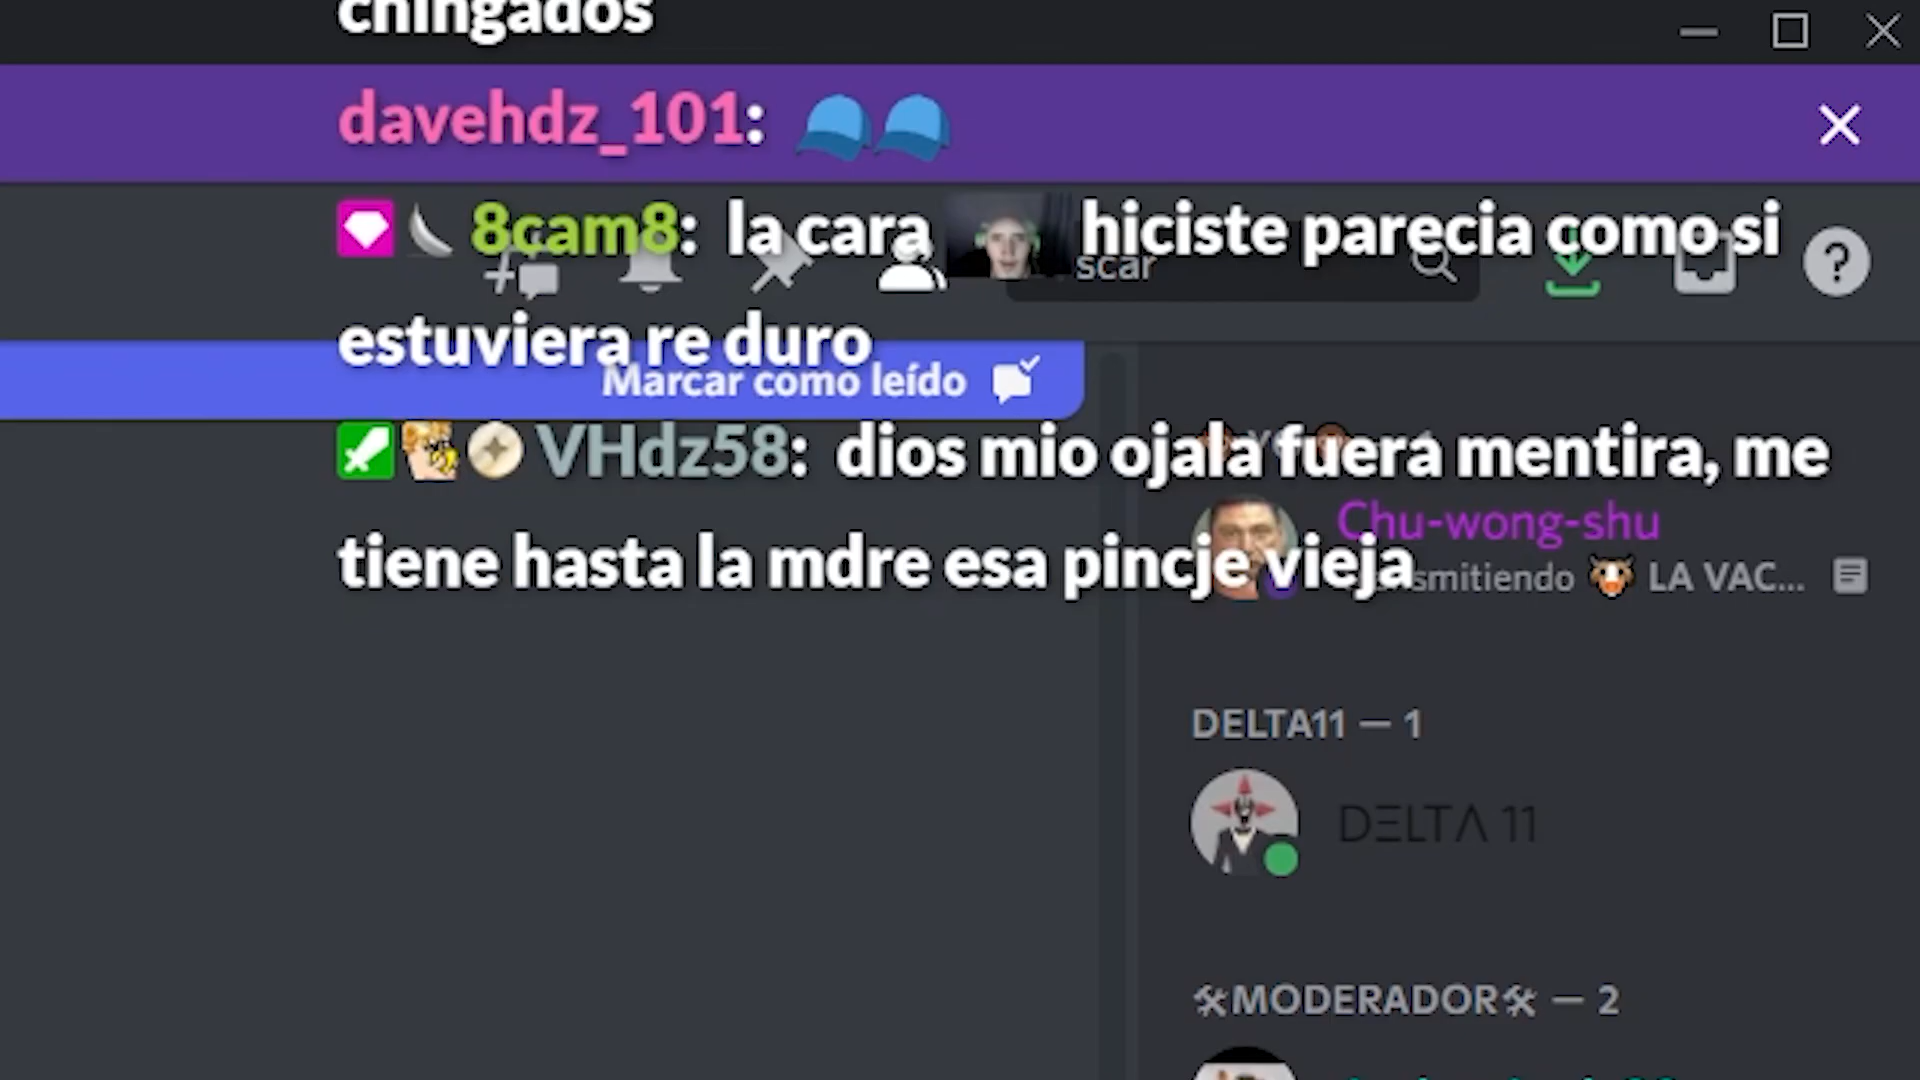 chingados
davehdz_101:
8cam8: la cara hiciste parecia como si
scar
estuviera re duro
Marcar como leído
VHdz58: dios mio ojala fuera mentira, me
Chu-wong-shu
tiene hasta la mdre esa pincje vieja
smitiendo LA VAC...
DELTA11 — 1
DΞLTΛ 11
🛠MODERADOR🛠 — 2